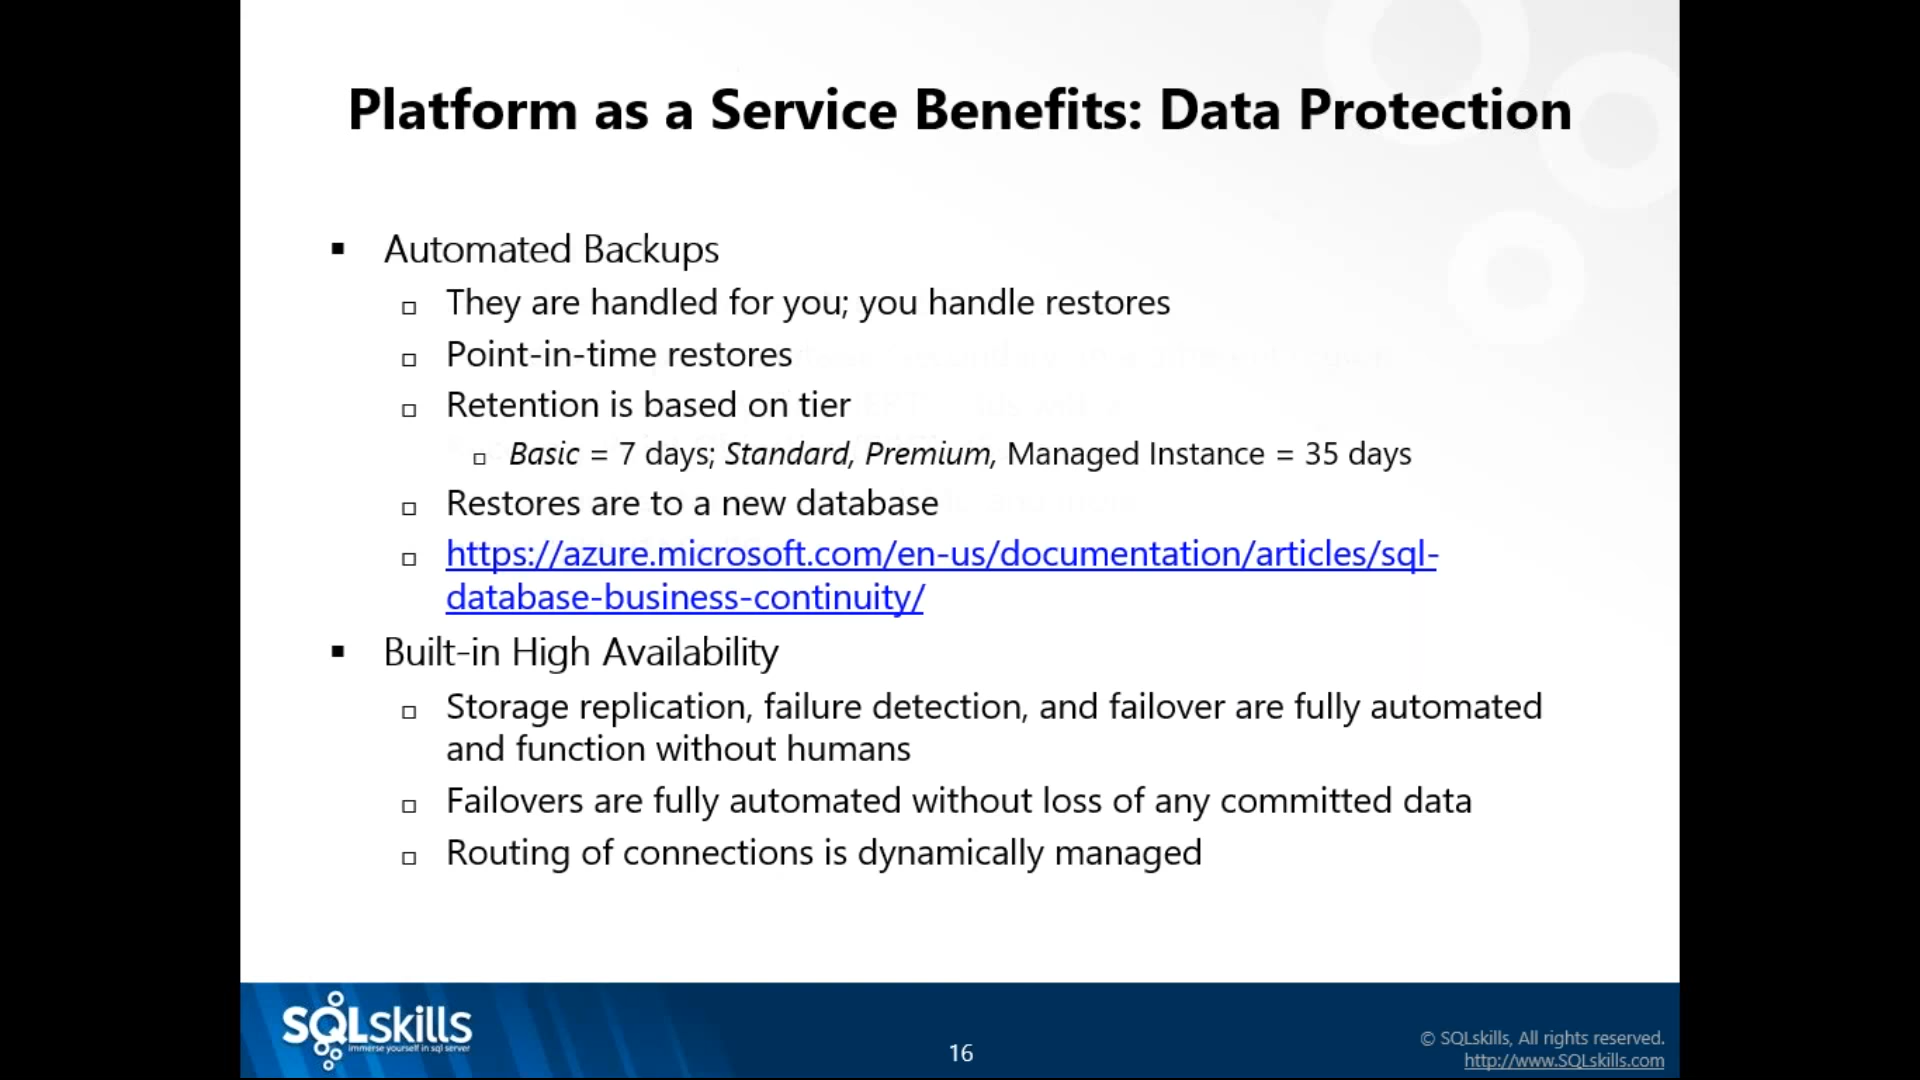 Platform as a Service Benefits: Data Protection
Automated Backups
They are handled for you; you handle restores
Point-in-time restores
Retention is based on tier
Basic = 7 days; Standard, Premium, Managed Instance = 35 days
Restores are to a new database
https://azure.microsoft.com/en-us/documentation/articles/sql-
database-business-continuity/
Built-in High Availability
Storage replication, failure detection, and failover are fully automated
and function without humans
Failovers are fully automated without loss of any committed data
Routing of connections is dynamically managed
SQLskills
immerse yourself in sql server
16
© SQLskills, All rights reserved.
http://www.SQLskills.com